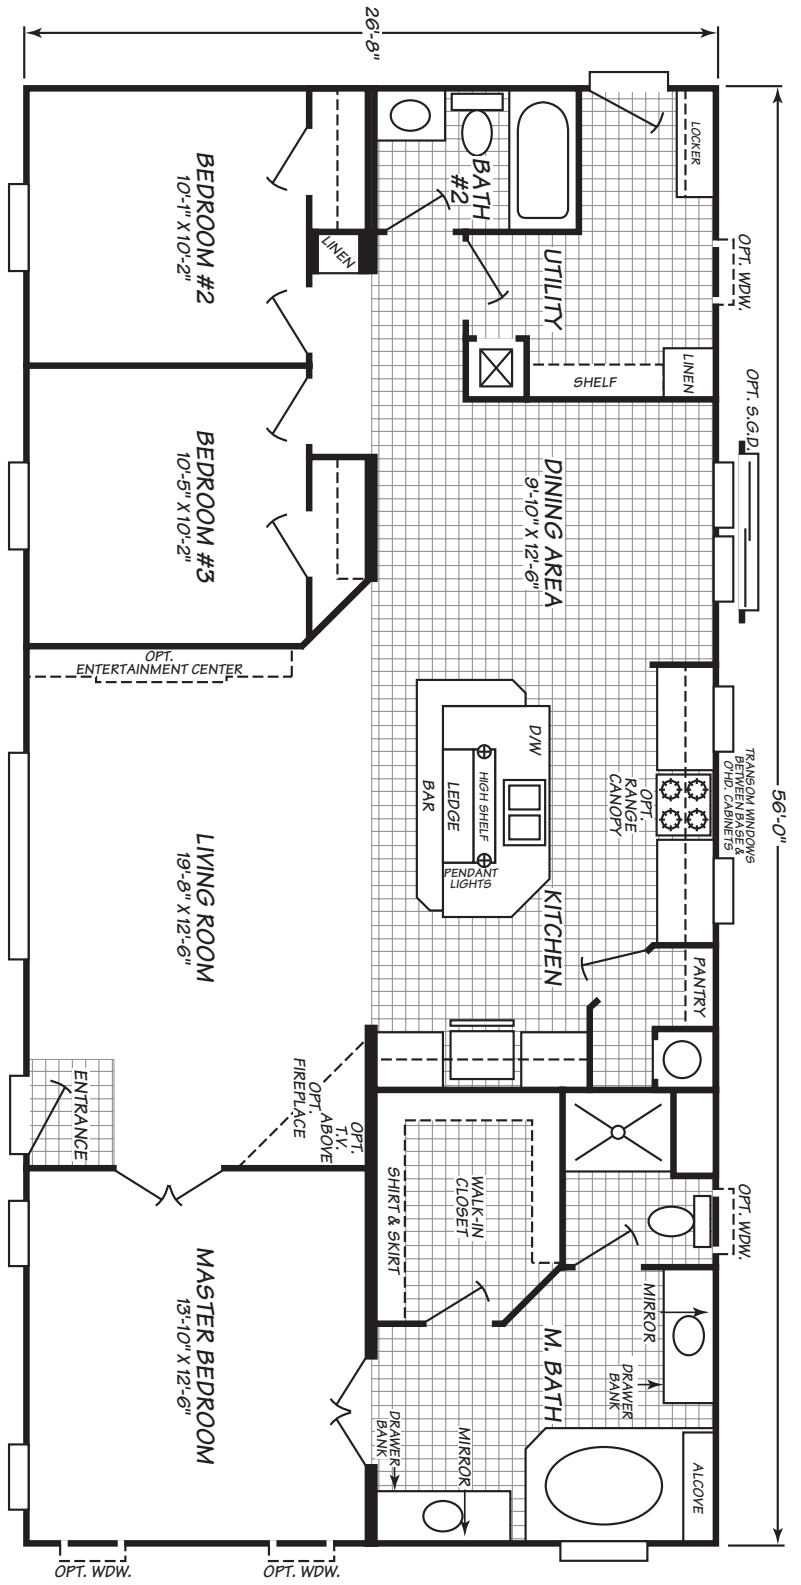 26'-8"
56'-0"
BEDROOM #2
10'-1" X 10'-2"
LINEN
BATH
#2
UTILITY
LOCKER
OPT. WDW.
LINEN
SHELF
OPT. S.G.D.
BEDROOM #3
10'-5" X 10'-2"
DINING AREA
9'-10" X 12'-6"
OPT.
ENTERTAINMENT CENTER
D/W
HIGH SHELF
LEDGE
BAR
PENDANT
LIGHTS
OPT.
RANGE
CANOPY
TRANSOM WINDOWS
BETWEEN BASE &
O'HD. CABINETS
KITCHEN
PANTRY
LIVING ROOM
19'-8" X 12'-6"
ENTRANCE
OPT.
T.V.
OPT. ABOVE
FIREPLACE
WALK-IN
CLOSET
SHIRT & SKIRT
OPT. WDW.
MIRROR
DRAWER
BANK
M. BATH
MASTER BEDROOM
13'-10" X 12'-6"
DRAWER
BANK
MIRROR
ALCOVE
OPT. WDW.
OPT. WDW.